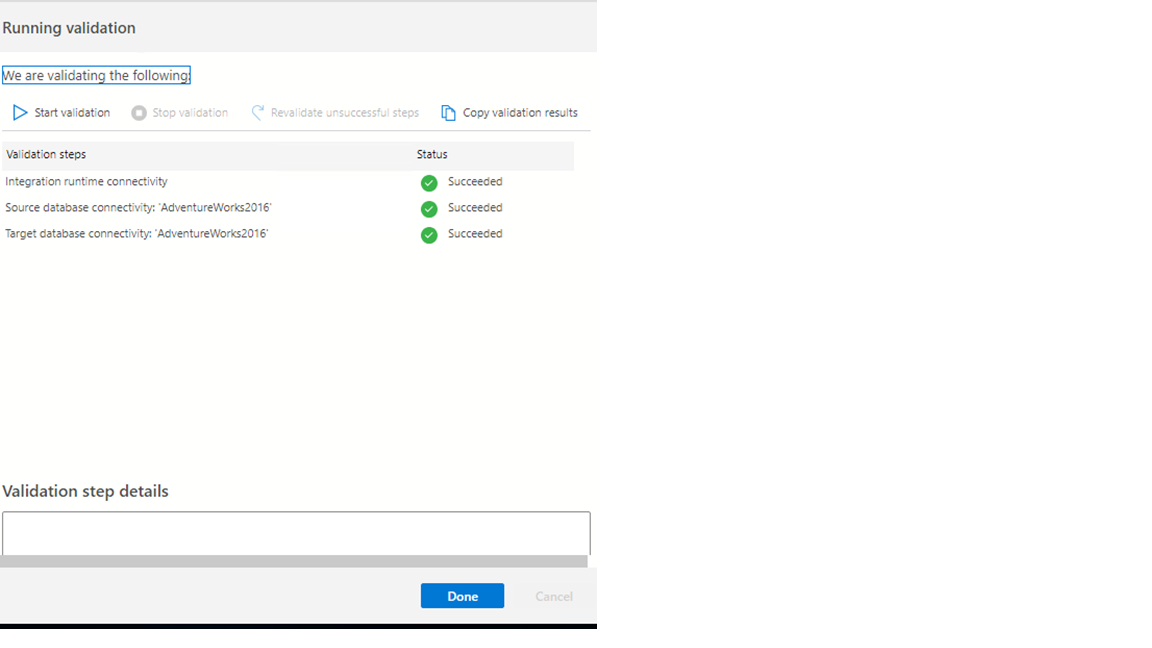 Running validation
We are validating the following:
Start validation Stop validation Revalidate unsuccessful steps Copy validation results
Validation steps Status
Integration runtime connectivity Succeeded
Source database connectivity: 'AdventureWorks2016' Succeeded
Target database connectivity: 'AdventureWorks2016' Succeeded
Validation step details
Done Cancel